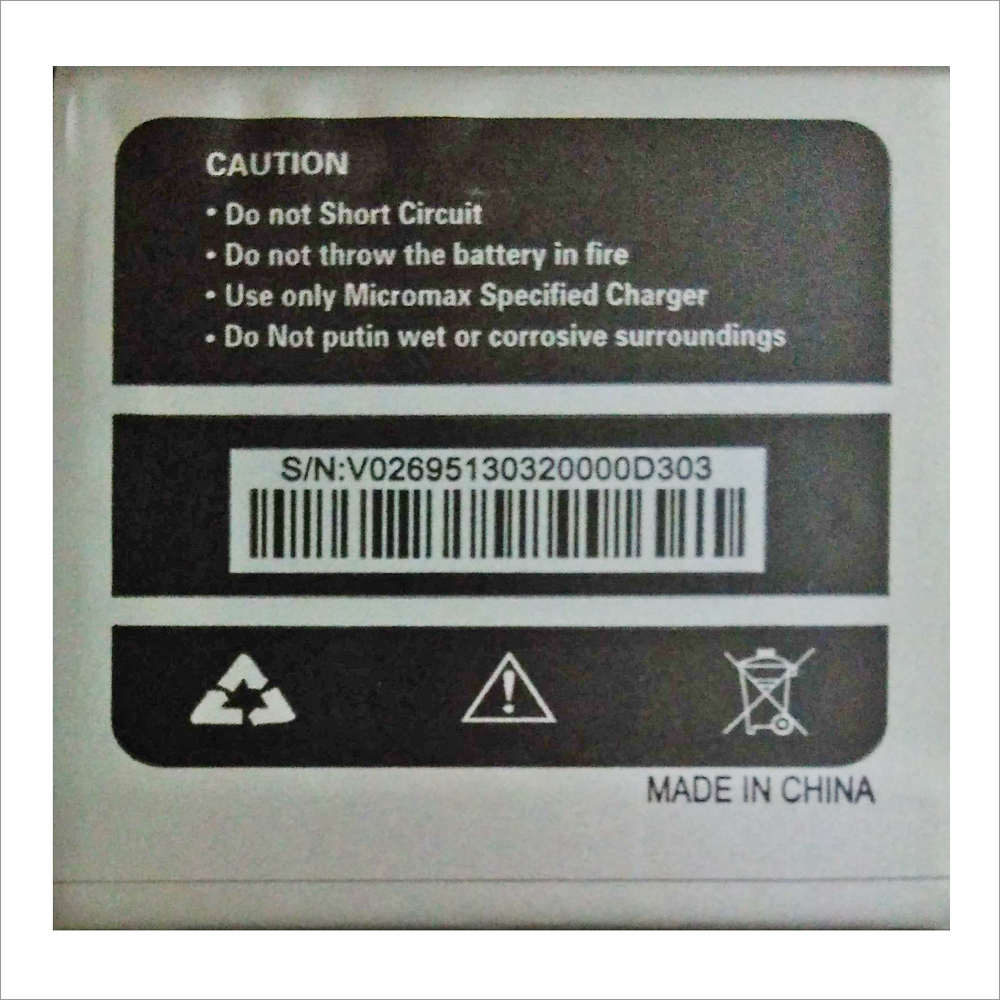 CAUTION
• Do not Short Circuit
• Do not throw the battery in fire
• Use only Micromax Specified Charger
• Do Not putin wet or corrosive surroundings
S/N:V02695130320000D303
MADE IN CHINA